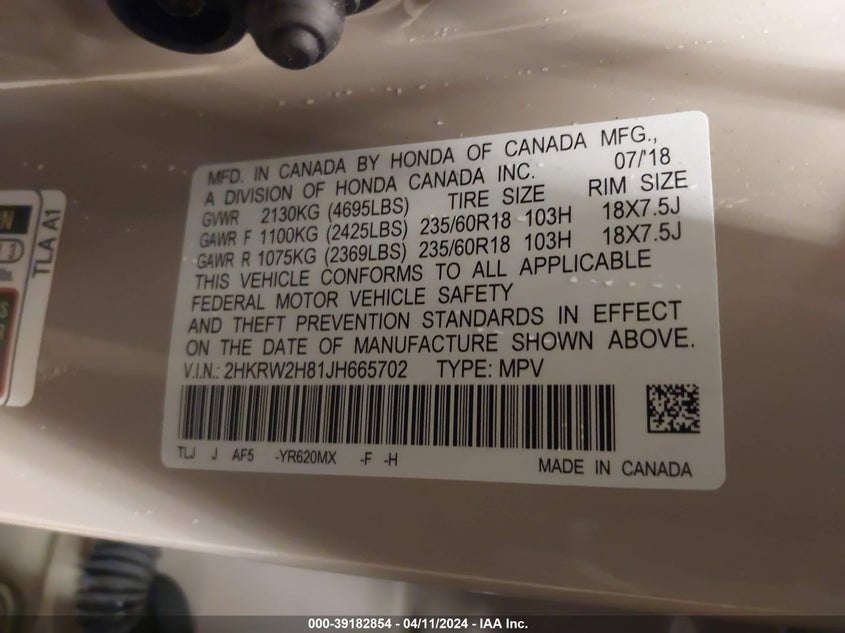 MFD. IN CANADA BY HONDA OF CANADA MFG.,
A DIVISION OF HONDA CANADA INC. 07/'18
GVWR 2130KG (4695LBS) TIRE SIZE RIM SIZE
GAWR F 1100KG (2425LBS) 235/60R18 103H 18X7.5J
GAWR R 1075KG (2369LBS) 235/60R18 103H 18X7.5J
THIS VEHICLE CONFORMS TO ALL APPLICABLE
FEDERAL MOTOR VEHICLE SAFETY
AND THEFT PREVENTION STANDARDS IN EFFECT
ON THE DATE OF MANUFACTURE SHOWN ABOVE.
V.I.N.: 2HKRW2H81JH665702 TYPE: MPV
TLJ J AF5 -YR620MX -F -H
MADE IN CANADA
TLA A1
000-39182854 - 04/11/2024 - IAA Inc.